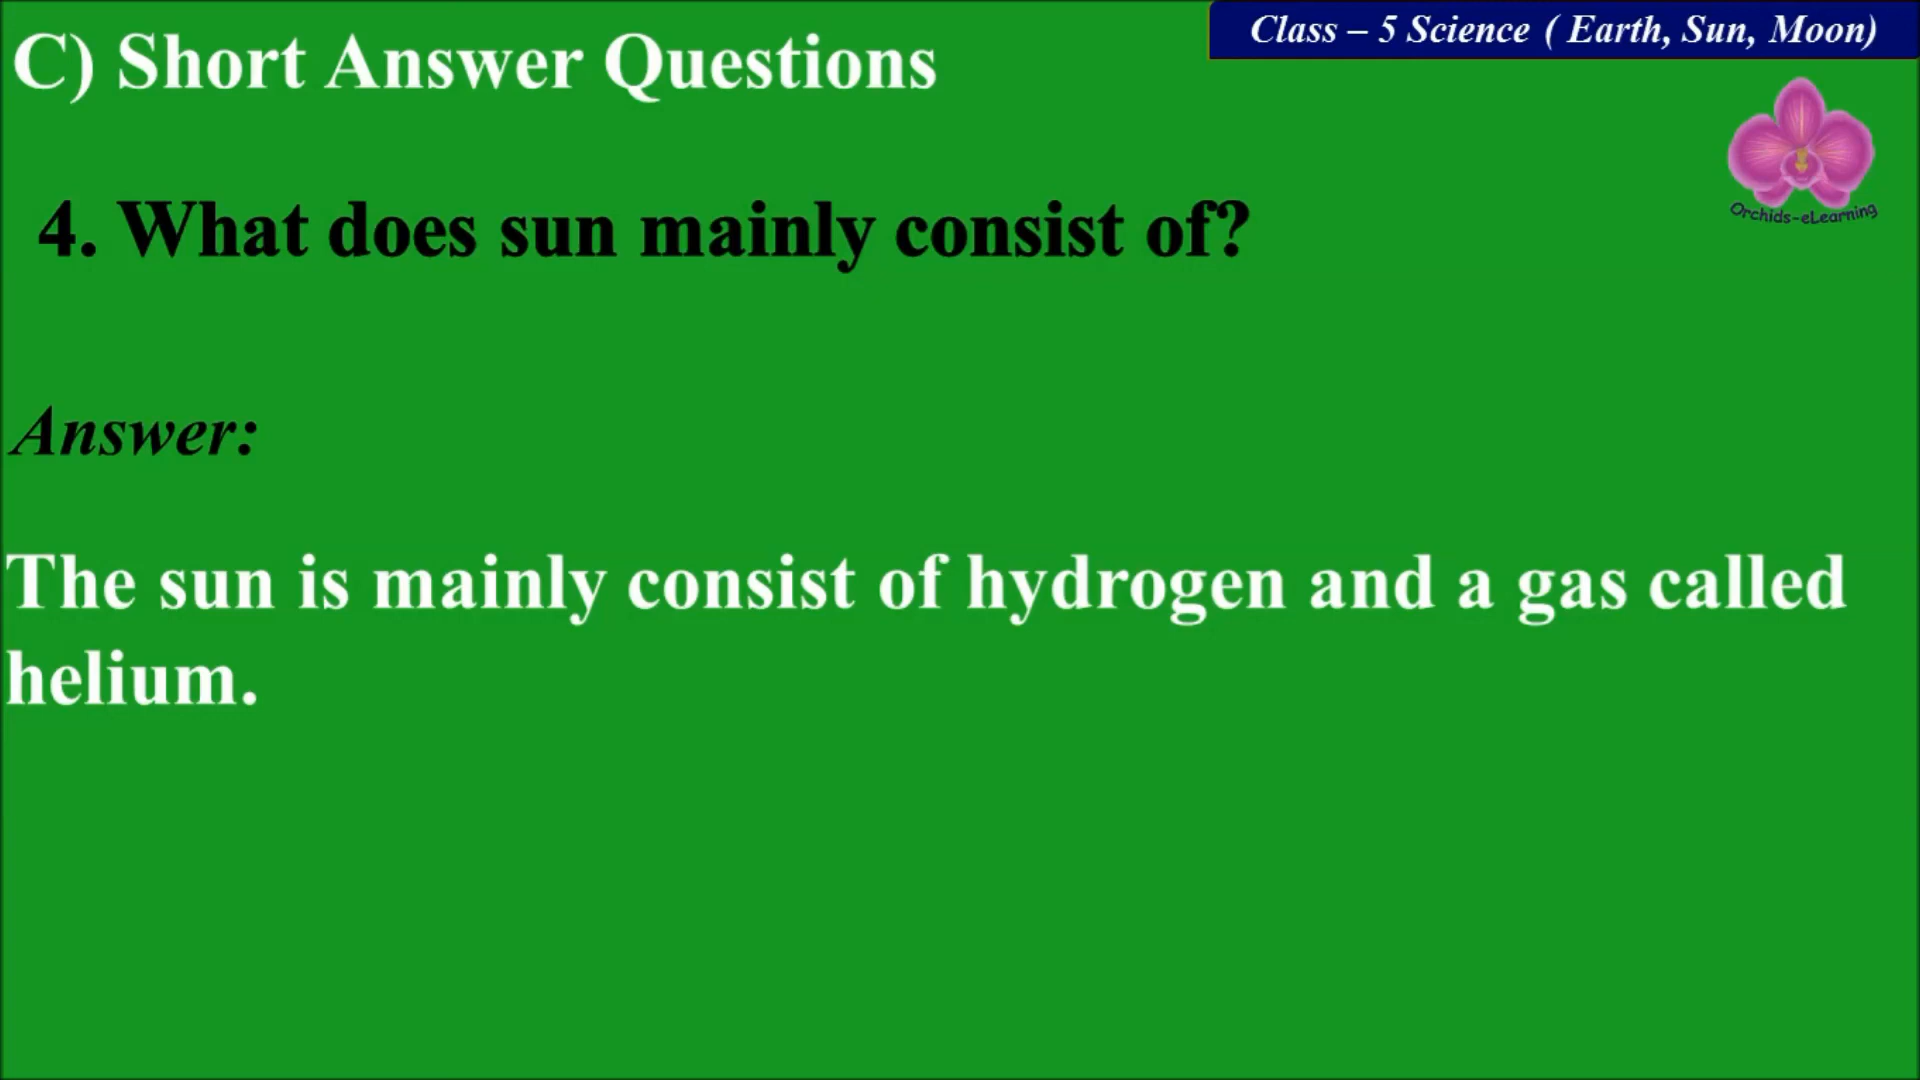 Class – 5 Science ( Earth, Sun, Moon)
C) Short Answer Questions
Orchids-eLearning
4. What does sun mainly consist of?
Answer:
The sun is mainly consist of hydrogen and a gas called
helium.